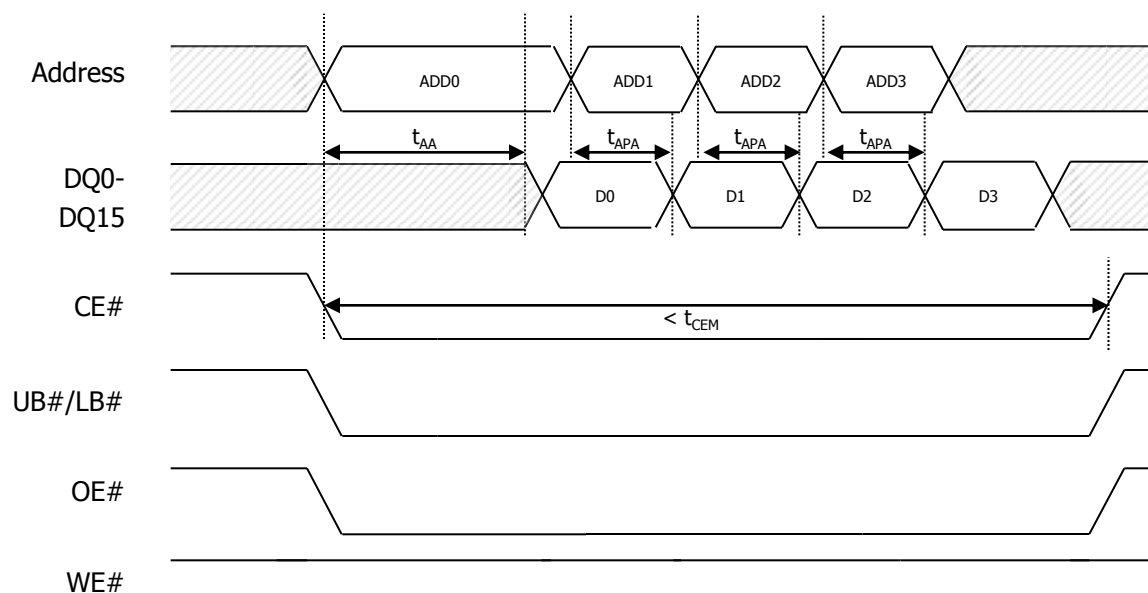 Address
ADD0
ADD1
ADD2
ADD3
tAA
tAPA
tAPA
tAPA
DQ0-
DQ15
D0
D1
D2
D3
CE#
< tCEM
UB#/LB#
OE#
WE#